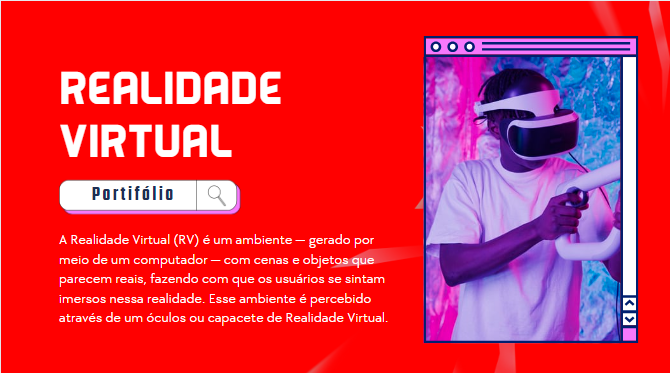 REALIDADE
VIRTUAL
Portifólio
A Realidade Virtual (RV) é um ambiente — gerado por
meio de um computador — com cenas e objetos que
parecem reais, fazendo com que os usuários se sintam
imersos nessa realidade. Esse ambiente é percebido
através de um óculos ou capacete de Realidade Virtual.